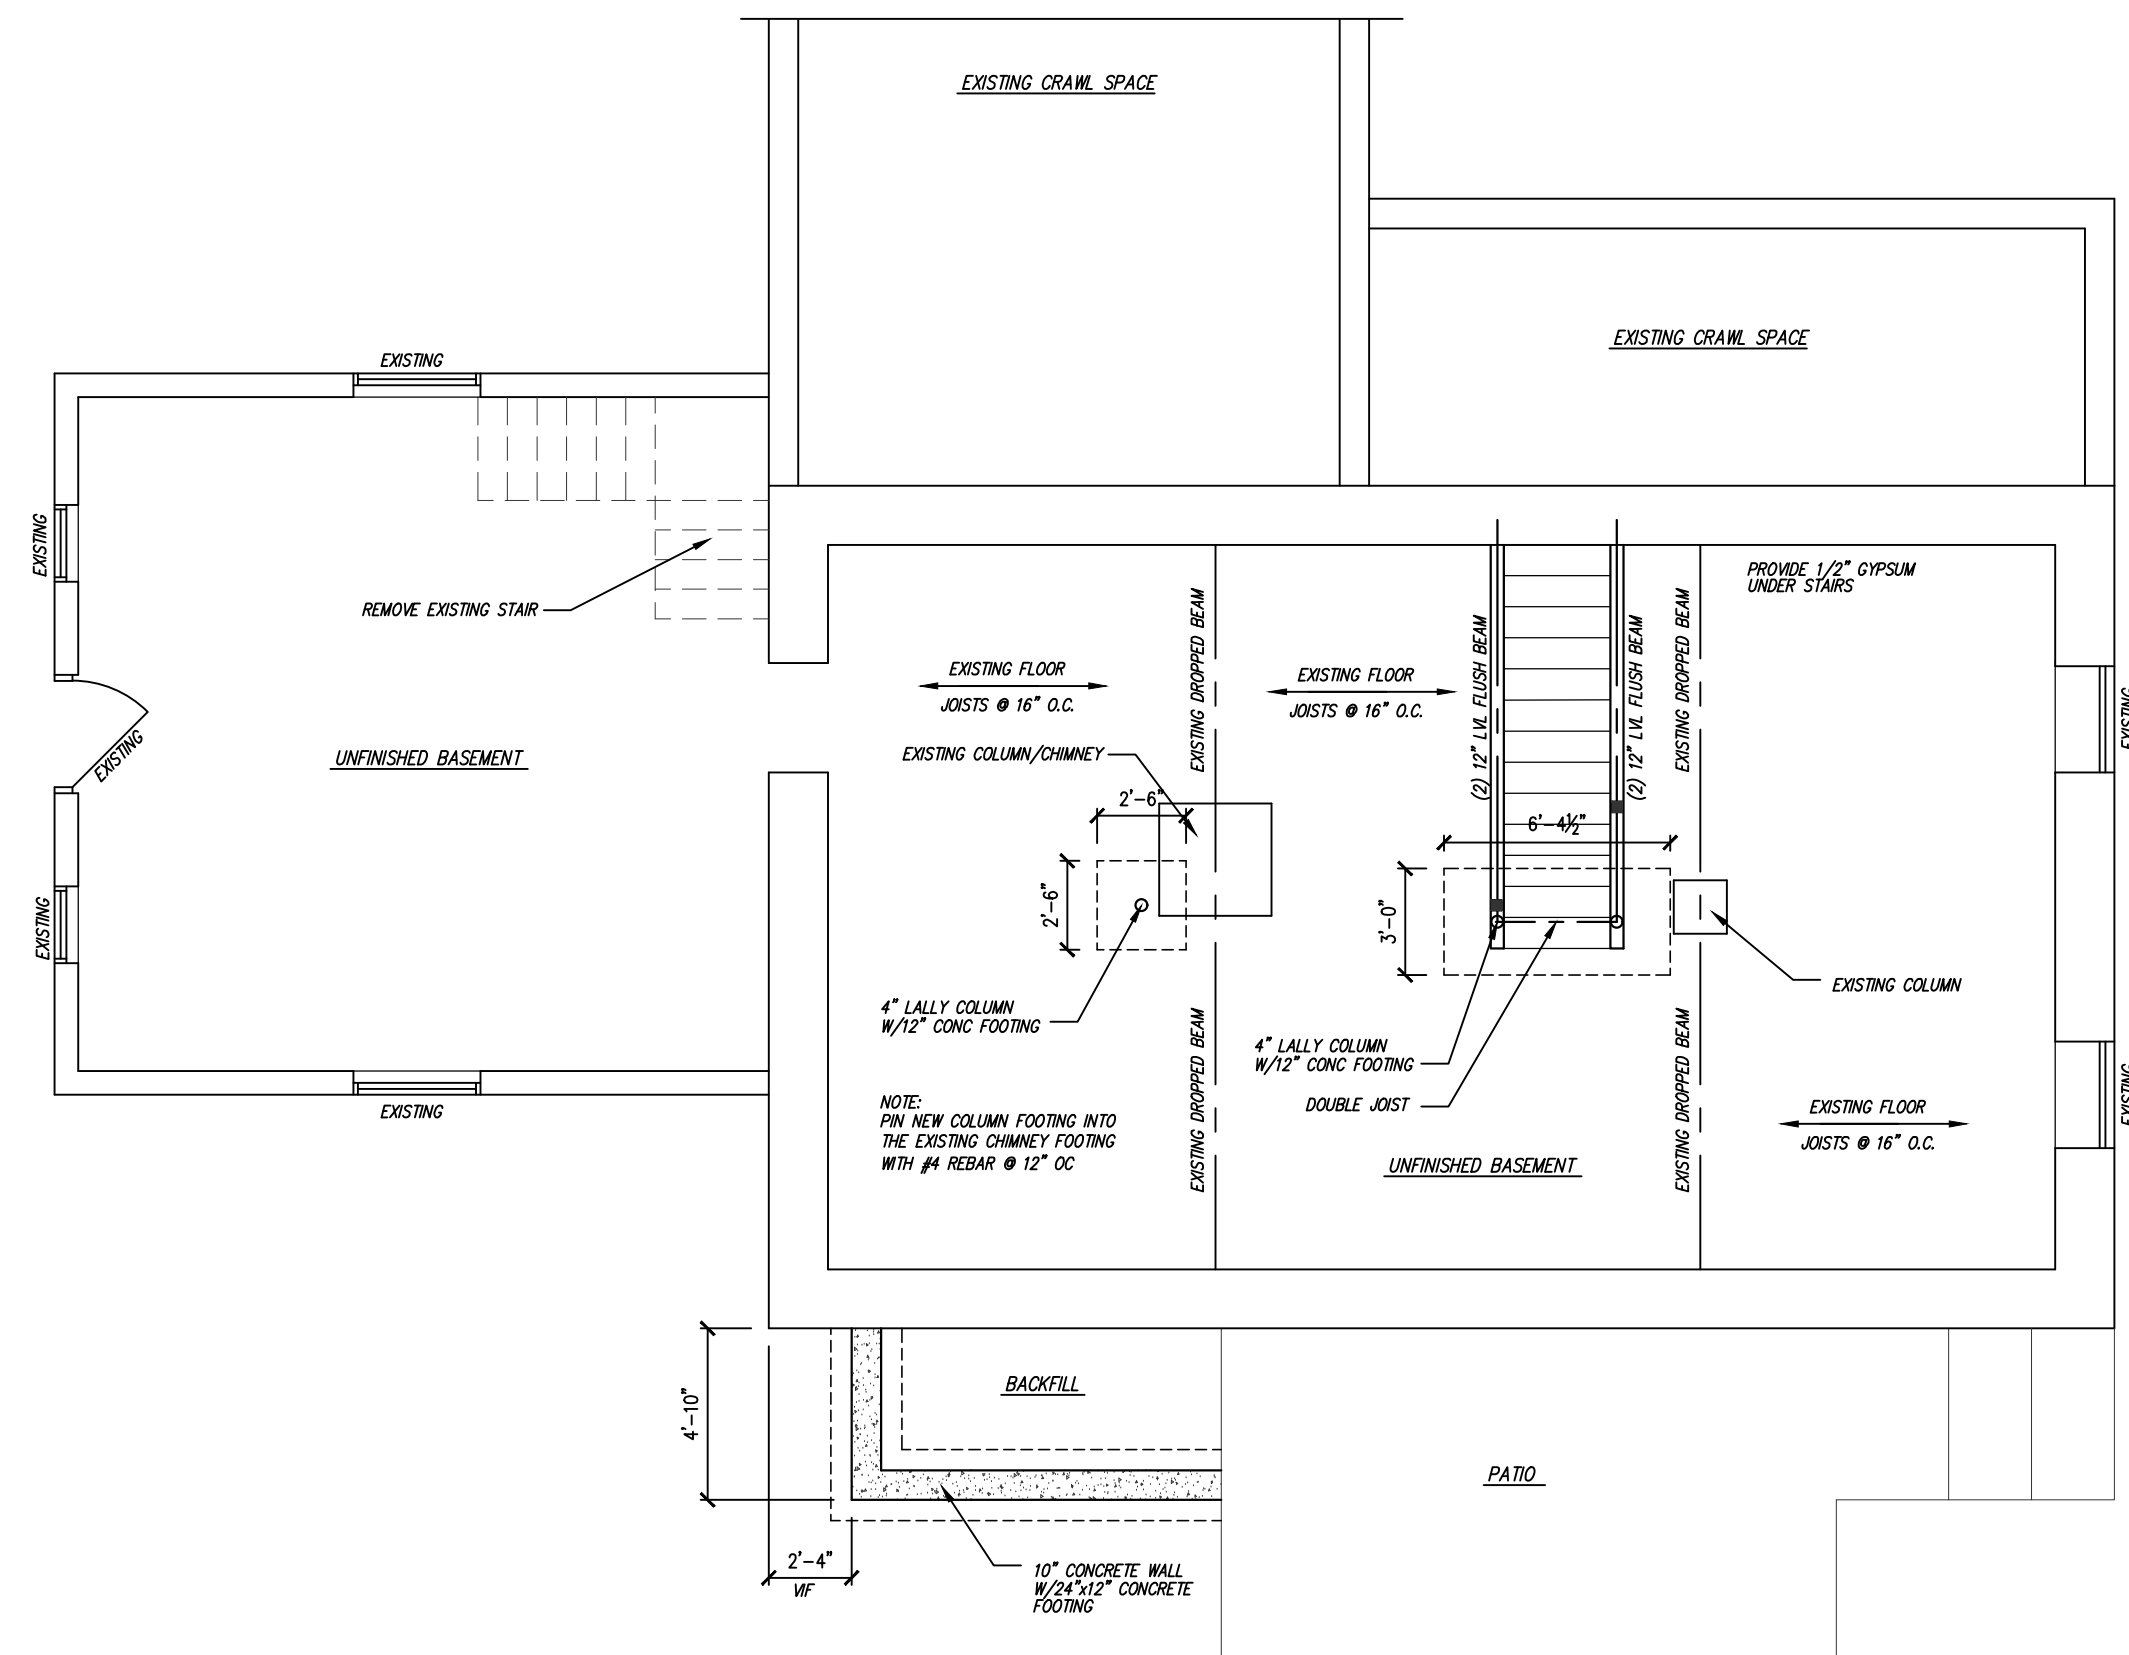 EXISTING CRAWL SPACE
EXISTING CRAWL SPACE
EXISTING
EXISTING
REMOVE EXISTING STAIR
EXISTING
UNFINISHED BASEMENT
EXISTING
EXISTING
EXISTING FLOOR
JOISTS @ 16" O.C.
EXISTING DROPPED BEAM
EXISTING FLOOR
JOISTS @ 16" O.C.
(2) 12" LVL FLUSH BEAM
(2) 12" LVL FLUSH BEAM
EXISTING DROPPED BEAM
PROVIDE 1/2" GYPSUM
UNDER STAIRS
EXISTING
EXISTING COLUMN/CHIMNEY
2'-6"
2'-6"
6'-4½"
3'-0"
4" LALLY COLUMN
W/12" CONC FOOTING
EXISTING COLUMN
4" LALLY COLUMN
W/12" CONC FOOTING
DOUBLE JOIST
NOTE:
PIN NEW COLUMN FOOTING INTO
THE EXISTING CHIMNEY FOOTING
WITH #4 REBAR @ 12" OC
EXISTING DROPPED BEAM
UNFINISHED BASEMENT
EXISTING DROPPED BEAM
EXISTING FLOOR
JOISTS @ 16" O.C.
EXISTING
4'-10"
BACKFILL
PATIO
2'-4"
VIF
10" CONCRETE WALL
W/24"x12" CONCRETE
FOOTING